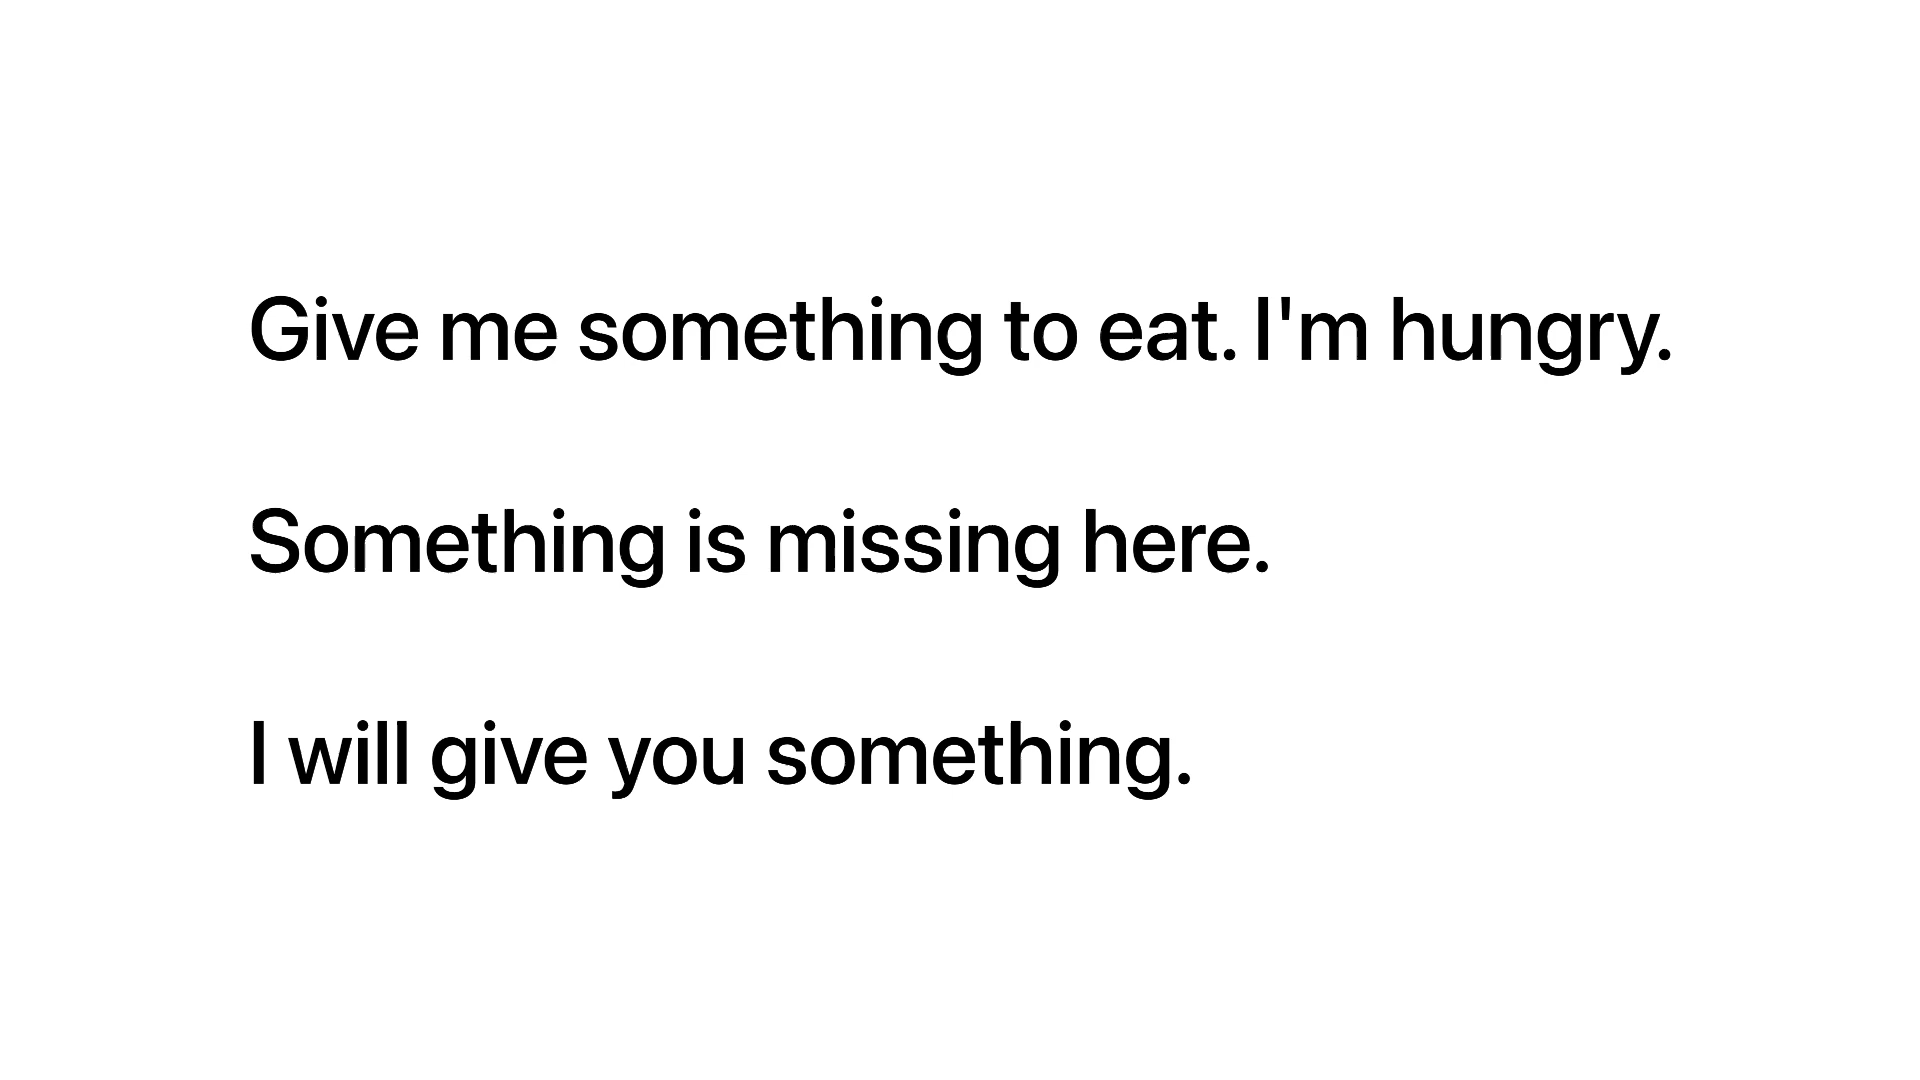 Give me something to eat. I'm hungry.
Something is missing here.
I will give you something.